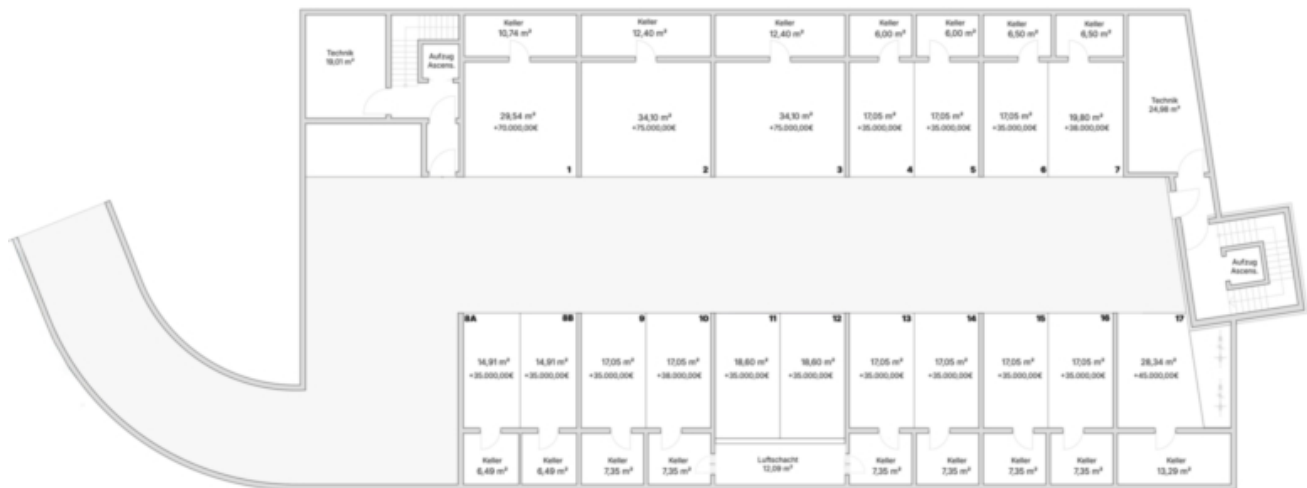 Technik
19,01 m²
Aufzug
Ascens.
Keller
10,74 m²
Keller
12,40 m²
Keller
12,40 m²
Keller
6,00 m²
Keller
6,00 m²
Keller
6,50 m²
Keller
6,50 m²
Technik
24,98 m²
29,54 m²
+70.000,00€
1
34,10 m²
+75.000,00€
2
34,10 m²
+75.000,00€
3
17,05 m²
+35.000,00€
4
17,05 m²
+35.000,00€
5
17,05 m²
+35.000,00€
6
19,80 m²
+38.000,00€
7
Aufzug
Ascens.
8A
14,91 m²
+35.000,00€
8B
14,91 m²
+35.000,00€
9
17,05 m²
+35.000,00€
10
17,05 m²
+38.000,00€
11
18,60 m²
+35.000,00€
12
18,60 m²
+35.000,00€
13
17,05 m²
+35.000,00€
14
17,05 m²
+35.000,00€
15
17,05 m²
+35.000,00€
16
17,05 m²
+35.000,00€
17
28,34 m²
+45.000,00€
Keller
6,49 m²
Keller
6,49 m²
Keller
7,35 m²
Keller
7,35 m²
Luftschacht
12,09 m²
Keller
7,35 m²
Keller
7,35 m²
Keller
7,35 m²
Keller
7,35 m²
Keller
13,29 m²